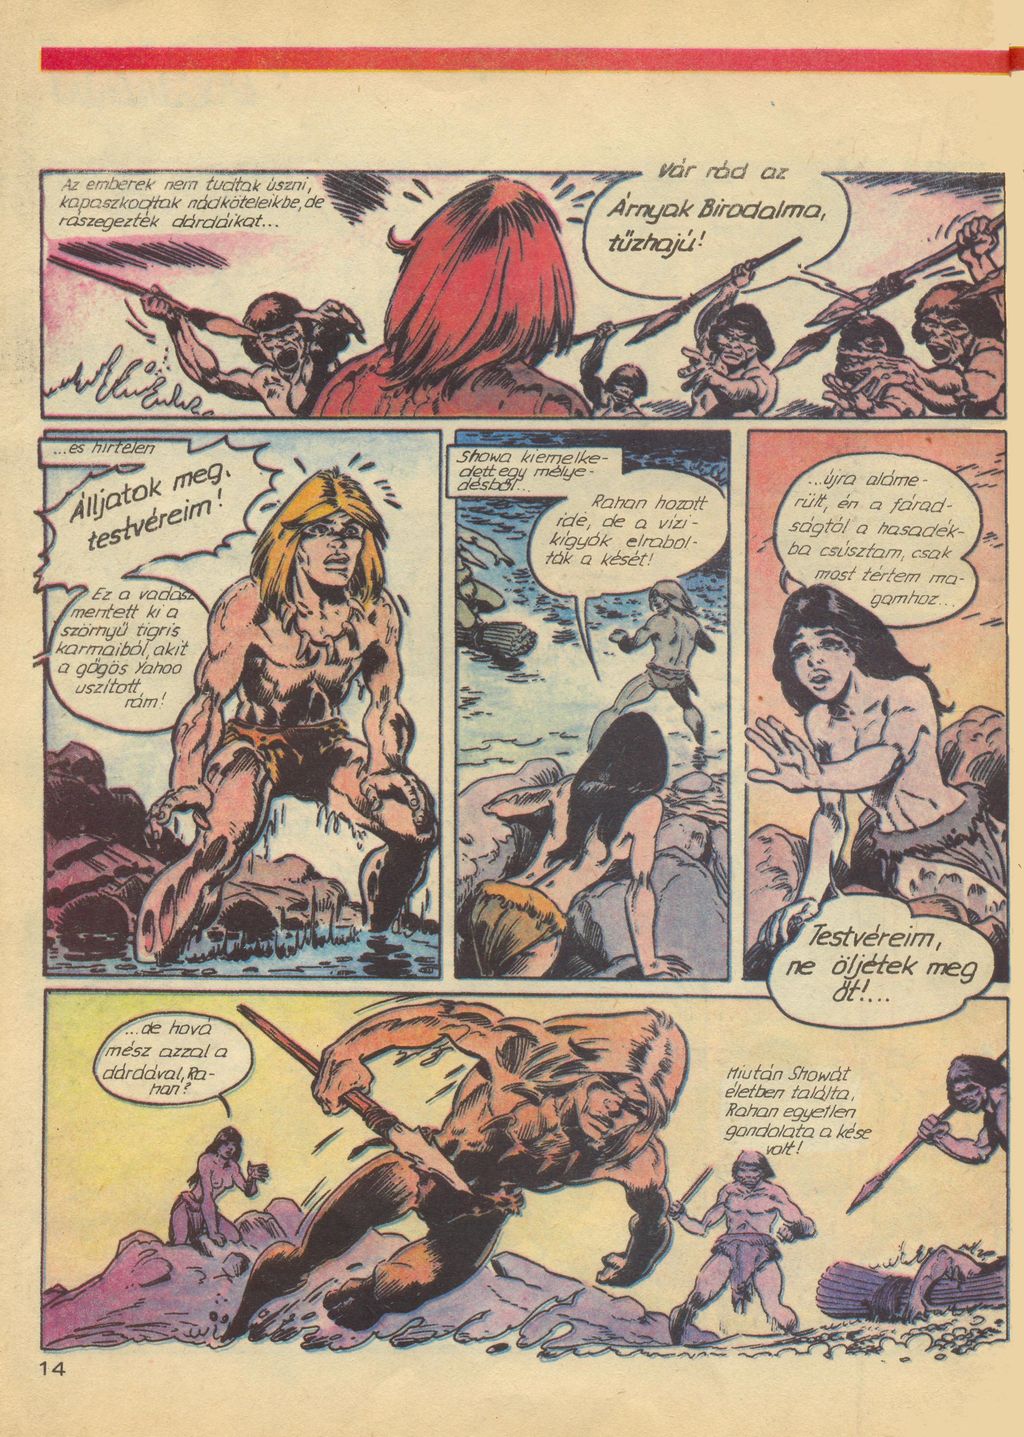 Az emberek nem tudtak úszni,
kapaszkodtak nádköteleikbe, de
rászegezték dárdáikat...
Vár rád az
Árnyak Birodalma,
tűzhajú!
...és hirtelen
Álljatok meg,
testvéreim!
Ez a vadász
mentett ki a
szörnyű tigris
karmaiból, akit
a gőgös Yahoo
uszított
rám!
Showa kiemelke-
dett egy mélye-
désből...
Rahan hozott
ide, de a vízi-
kígyók elrabol-
ták a kését!
...újra aláme-
rült, én a fárad-
ságtól a hasadék-
ba csúsztam, csak
most tértem ma-
gamhoz...
Testvéreim,
ne öljétek meg
őt!...
...de hová
mész azzal a
dárdával, Ra-
han?
Miután Showát
életben találta,
Rahan egyetlen
gondolata a kése
volt!
14